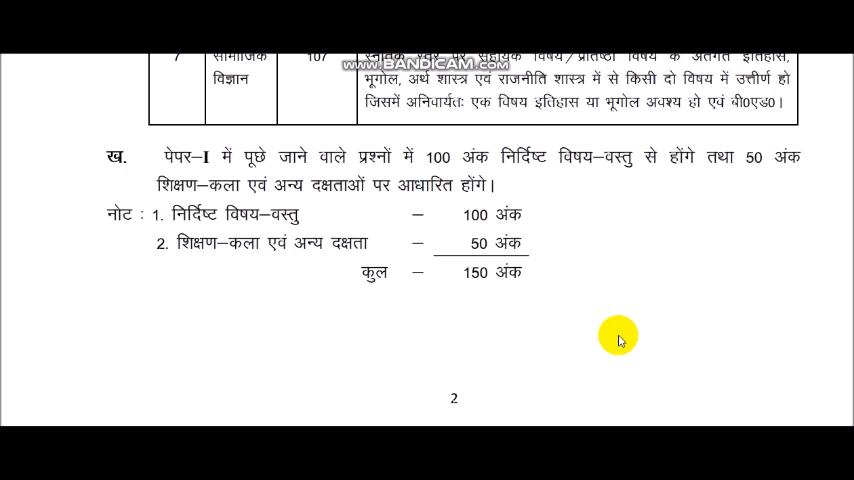 www.BANDICAM.com
7 सामाजिक 107 स्नातक स्तर पर सहायक विषय/प्रतिष्ठा विषय के अंतर्गत इतिहास,
विज्ञान भूगोल, अर्थ शास्त्र एवं राजनीति शास्त्र में से किसी दो विषय में उत्तीर्ण हो
जिसमें अनिवार्यतः एक विषय इतिहास या भूगोल अवश्य हो एवं बी0एड0।
ख. पेपर–I में पूछे जाने वाले प्रश्नों में 100 अंक निर्दिष्ट विषय–वस्तु से होंगे तथा 50 अंक
शिक्षण–कला एवं अन्य दक्षताओं पर आधारित होंगे।
नोट : 1. निर्दिष्ट विषय–वस्तु – 100 अंक
2. शिक्षण–कला एवं अन्य दक्षता – 50 अंक
कुल – 150 अंक
2